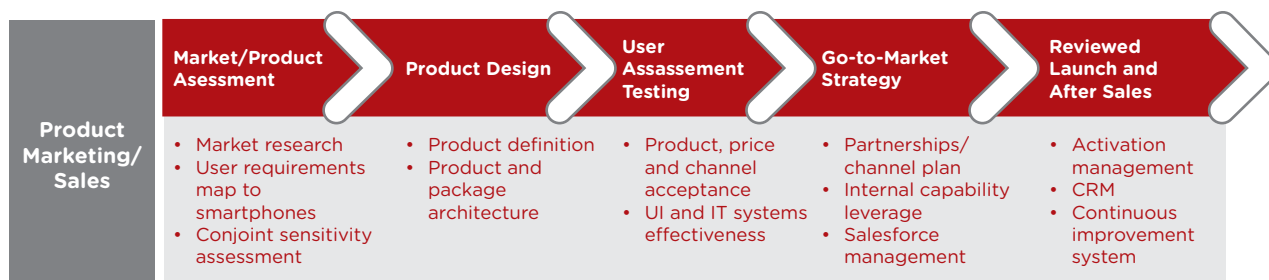 Product
Marketing/
Sales
Market/Product
Asessment
• Market research
• User requirements
map to
smartphones
• Conjoint sensitivity
assessment
Product Design
• Product definition
• Product and
package
architecture
User
Assassement
Testing
• Product, price
and channel
acceptance
• UI and IT systems
effectiveness
Go-to-Market
Strategy
• Partnerships/
channel plan
• Internal capability
leverage
• Salesforce
management
Reviewed
Launch and
After Sales
• Activation
management
• CRM
• Continuous
improvement
system